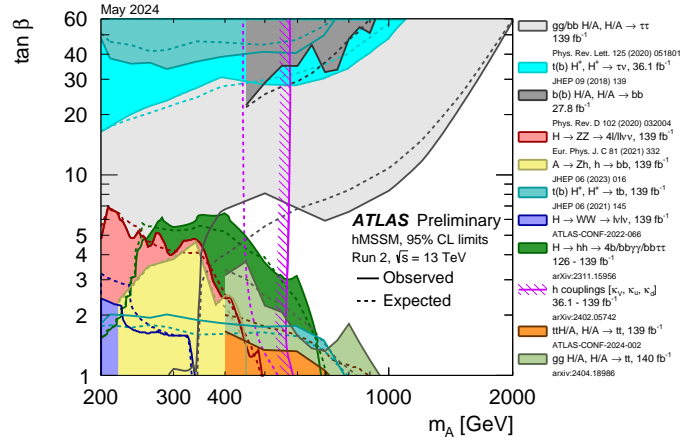 May 2024
tan β
60
50
40
30
20
10
5
4
3
2
1
200
300
400
1000
2000
m_A [GeV]
ATLAS Preliminary
hMSSM, 95% CL limits
Run 2, √s = 13 TeV
Observed
Expected
gg/bb H/A, H/A → ττ
139 fb⁻¹
Phys. Rev. Lett. 125 (2020) 051801
t(b) H⁺, H⁺ → τν, 36.1 fb⁻¹
JHEP 09 (2018) 139
b(b) H/A, H/A → bb
27.8 fb⁻¹
Phys. Rev. D 102 (2020) 032004
H → ZZ → 4l/llνν, 139 fb⁻¹
Eur. Phys. J. C 81 (2021) 332
A → Zh, h → bb, 139 fb⁻¹
JHEP 06 (2023) 016
t(b) H⁺, H⁺ → tb, 139 fb⁻¹
JHEP 06 (2021) 145
H → WW → lνlν, 139 fb⁻¹
ATLAS-CONF-2022-066
H → hh → 4b/bbγγ/bbττ
126 - 139 fb⁻¹
arXiv:2311.15956
h couplings [κ_V, κ_u, κ_d]
36.1 - 139 fb⁻¹
arXiv:2402.05742
ttH/A, H/A → tt, 139 fb⁻¹
ATLAS-CONF-2024-002
gg H/A, H/A → tt, 140 fb⁻¹
arxiv:2404.18986